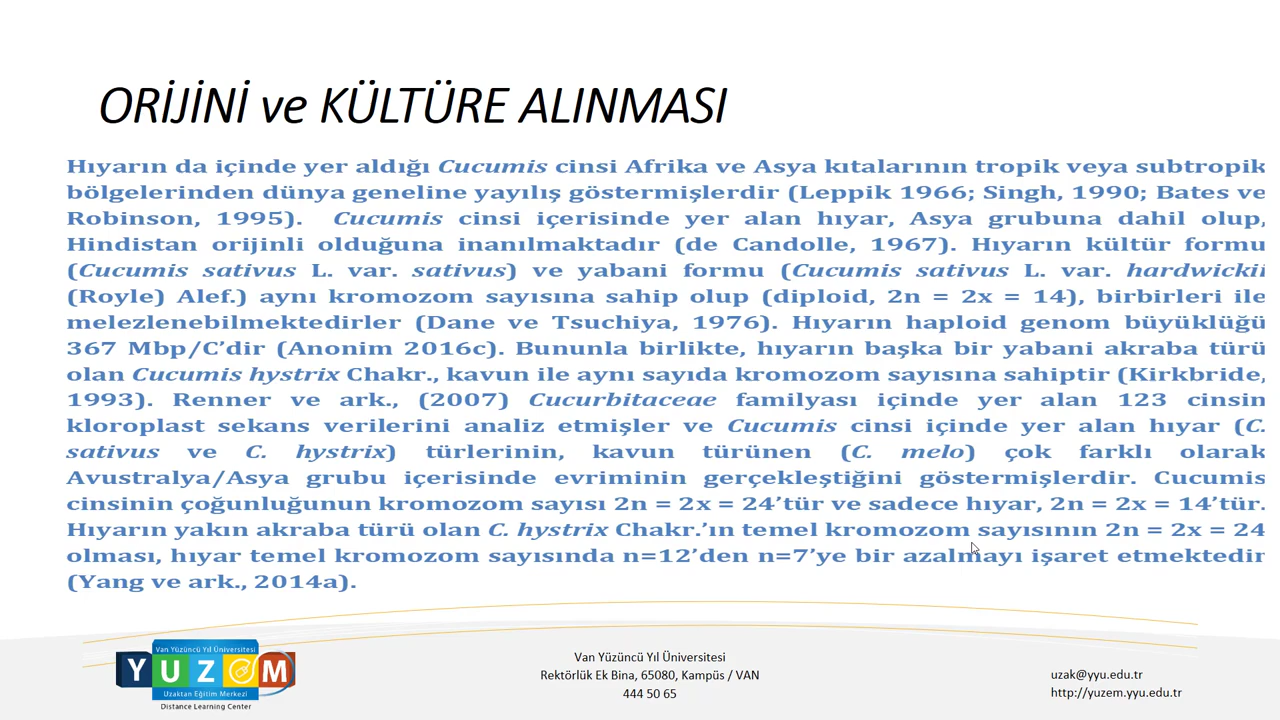 ORİJİNİ ve KÜLTÜRE ALINMASI
Hıyarın da içinde yer aldığı Cucumis cinsi Afrika ve Asya kıtalarının tropik veya subtropik
bölgelerinden dünya geneline yayılış göstermişlerdir (Leppik 1966; Singh, 1990; Bates ve
Robinson, 1995). Cucumis cinsi içerisinde yer alan hıyar, Asya grubuna dahil olup,
Hindistan orijinli olduğuna inanılmaktadır (de Candolle, 1967). Hıyarın kültür formu
(Cucumis sativus L. var. sativus) ve yabani formu (Cucumis sativus L. var. hardwickii
(Royle) Alef.) aynı kromozom sayısına sahip olup (diploid, 2n = 2x = 14), birbirleri ile
melezlenebilmektedirler (Dane ve Tsuchiya, 1976). Hıyarın haploid genom büyüklüğü
367 Mbp/C’dir (Anonim 2016c). Bununla birlikte, hıyarın başka bir yabani akraba türü
olan Cucumis hystrix Chakr., kavun ile aynı sayıda kromozom sayısına sahiptir (Kirkbride,
1993). Renner ve ark., (2007) Cucurbitaceae familyası içinde yer alan 123 cinsin
kloroplast sekans verilerini analiz etmişler ve Cucumis cinsi içinde yer alan hıyar (C.
sativus ve C. hystrix) türlerinin, kavun türünen (C. melo) çok farklı olarak
Avustralya/Asya grubu içerisinde evriminin gerçekleştiğini göstermişlerdir. Cucumis
cinsinin çoğunluğunun kromozom sayısı 2n = 2x = 24’tür ve sadece hıyar, 2n = 2x = 14’tür.
Hıyarın yakın akraba türü olan C. hystrix Chakr.’ın temel kromozom sayısının 2n = 2x = 24
olması, hıyar temel kromozom sayısında n=12’den n=7’ye bir azalmayı işaret etmektedir
(Yang ve ark., 2014a).
Van Yüzüncü Yıl Üniversitesi
YUZEM
Uzaktan Eğitim Merkezi
Distance Learning Center
Van Yüzüncü Yıl Üniversitesi
Rektörlük Ek Bina, 65080, Kampüs / VAN
444 50 65
uzak@yyu.edu.tr
http://yuzem.yyu.edu.tr